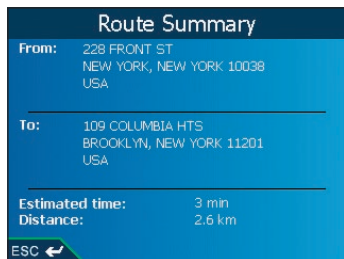 Route Summary
From: 228 FRONT ST
NEW YORK, NEW YORK 10038
USA
To: 109 COLUMBIA HTS
BROOKLYN, NEW YORK 11201
USA
Estimated time: 3 min
Distance: 2.6 km
ESC